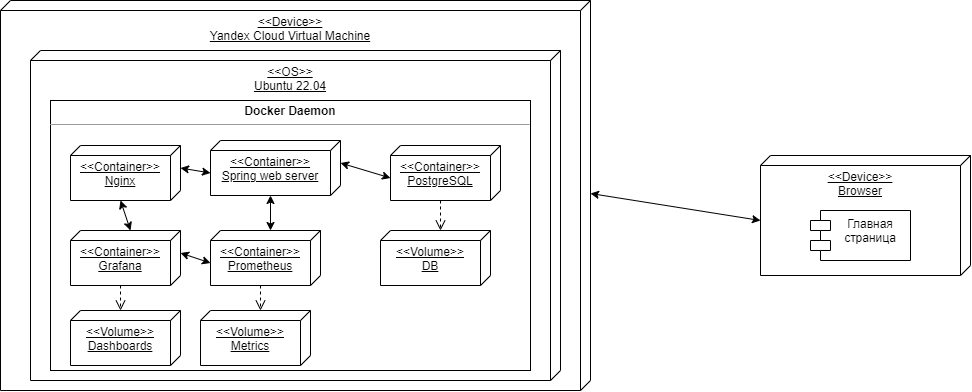 <<Device>>
Yandex Cloud Virtual Machine
<<OS>>
Ubuntu 22.04
Docker Daemon
<<Container>>
Nginx
<<Container>>
Spring web server
<<Container>>
PostgreSQL
<<Container>>
Grafana
<<Container>>
Prometheus
<<Volume>>
DB
<<Volume>>
Dashboards
<<Volume>>
Metrics
<<Device>>
Browser
Главная
страница